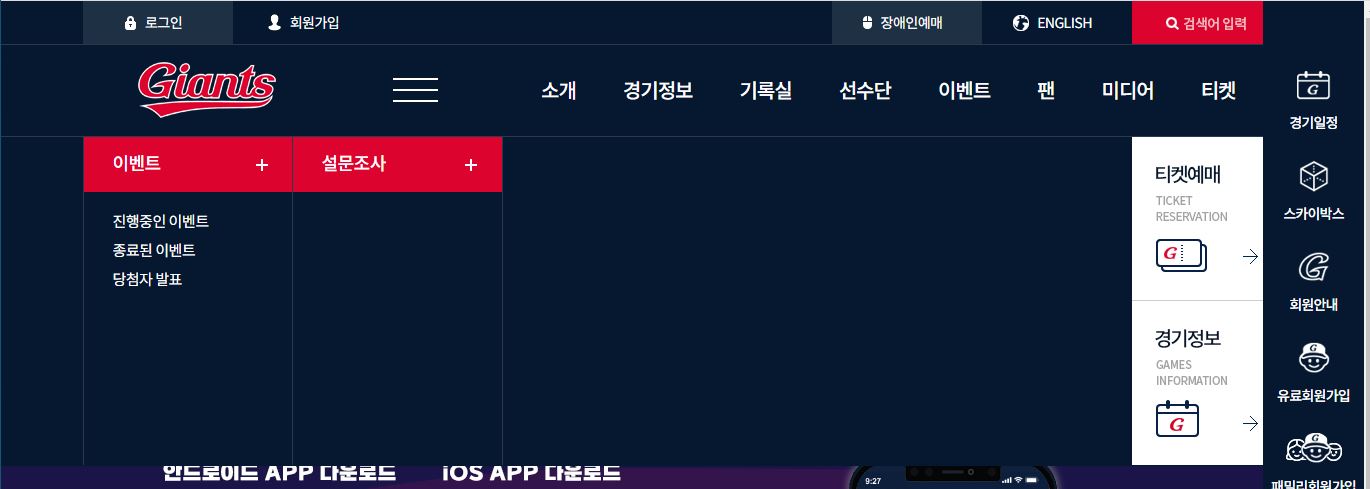 로그인
회원가입
장애인예매
ENGLISH
검색어 입력
Giants
소개
경기정보
기록실
선수단
이벤트
팬
미디어
티켓
이벤트
설문조사
진행중인 이벤트
종료된 이벤트
당첨자 발표
티켓예매
TICKET
RESERVATION
G
경기정보
GAMES
INFORMATION
G
G
경기일정
스카이박스
G
회원안내
G
유료회원가입
G
패밀리회원가입
안드로이드 APP 다운로드
iOS APP 다운로드
9:27